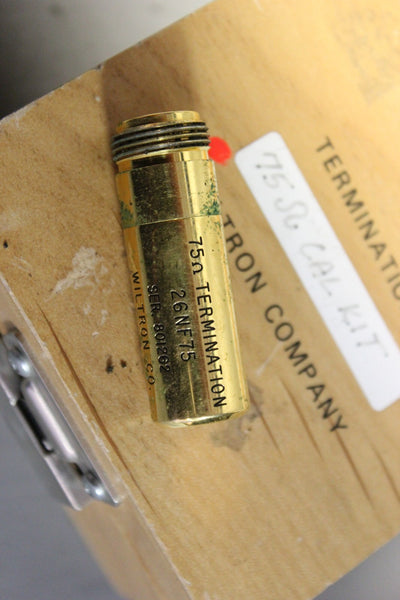 75Ω TERMINATION
26NF75
SER. 801202
WILTRON CO
TERMINATIO
TRON COMPANY
75 Ω CAL KIT